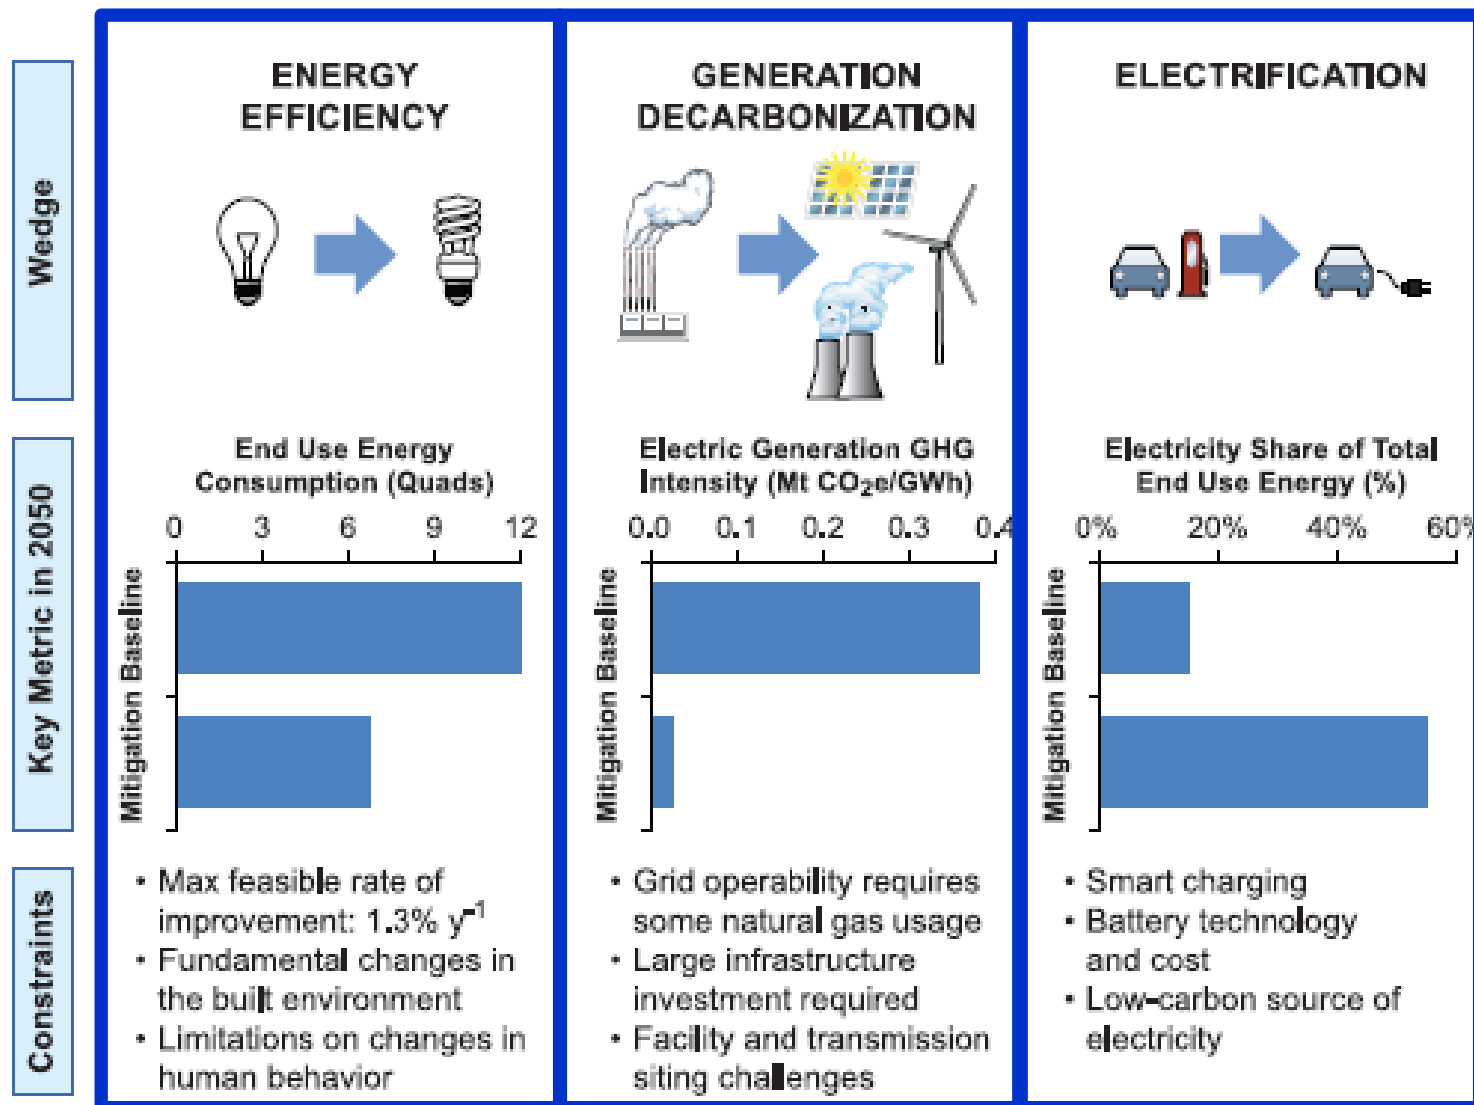 Wedge
Key Metric in 2050
Constraints
ENERGY
EFFICIENCY
End Use Energy
Consumption (Quads)
0 3 6 9 12
Baseline
Mitigation
• Max feasible rate of
improvement: 1.3% y⁻¹
• Fundamental changes in
the built environment
• Limitations on changes in
human behavior
GENERATION
DECARBONIZATION
Electric Generation GHG
Intensity (Mt CO₂e/GWh)
0.0 0.1 0.2 0.3 0.4
Baseline
Mitigation
• Grid operability requires
some natural gas usage
• Large infrastructure
investment required
• Facility and transmission
siting challenges
ELECTRIFICATION
Electricity Share of Total
End Use Energy (%)
0% 20% 40% 60%
Baseline
Mitigation
• Smart charging
• Battery technology
and cost
• Low-carbon source of
electricity